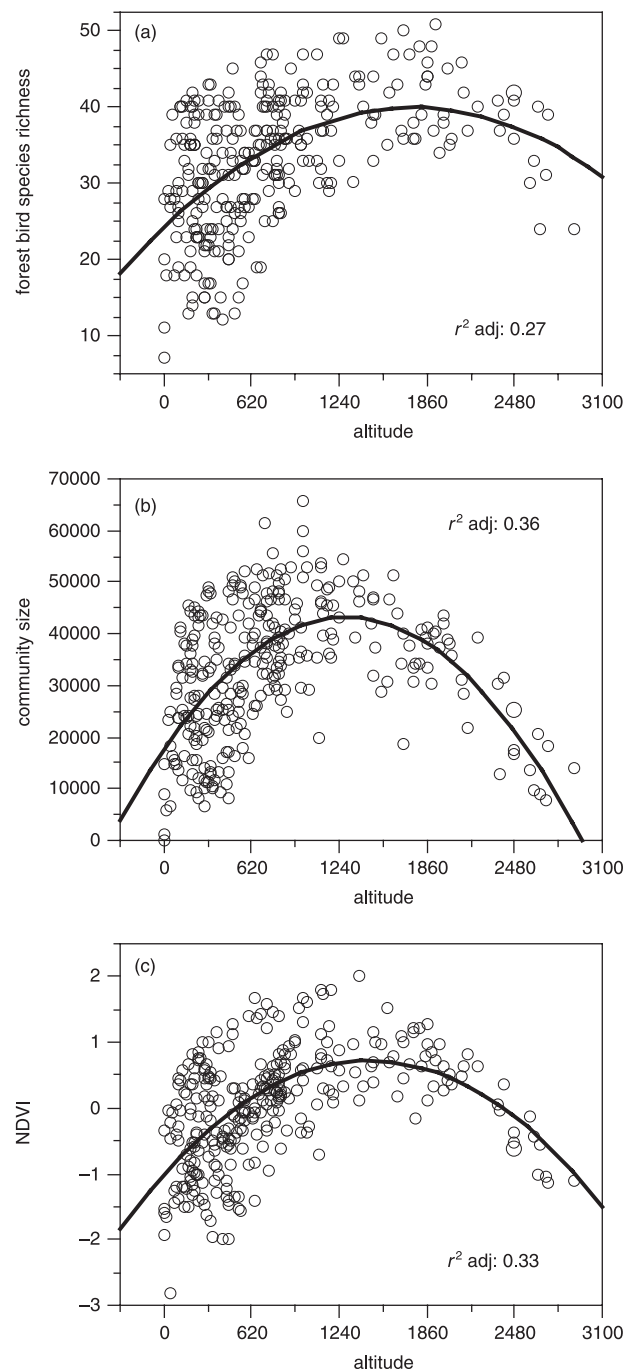 (a)
50
40
30
20
10
forest bird species richness
r² adj: 0.27
0 620 1240 1860 2480 3100
altitude
(b)
70000
60000
50000
40000
30000
20000
10000
0
community size
r² adj: 0.36
0 620 1240 1860 2480 3100
altitude
(c)
2
1
0
–1
–2
–3
NDVI
r² adj: 0.33
0 620 1240 1860 2480 3100
altitude